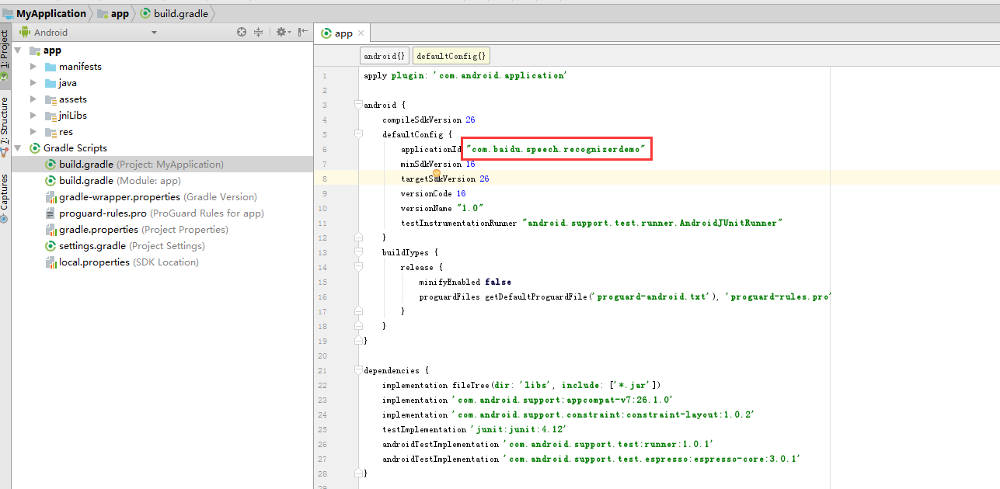 MyApplication app build.gradle
Android
app
1: Project
7: Structure
Captures
app
manifests
java
assets
jniLibs
res
Gradle Scripts
build.gradle (Project: MyApplication)
build.gradle (Module: app)
gradle-wrapper.properties (Gradle Version)
proguard-rules.pro (ProGuard Rules for app)
gradle.properties (Project Properties)
settings.gradle (Project Settings)
local.properties (SDK Location)
android{} defaultConfig{}
1 apply plugin: 'com.android.application'
2
3 android {
4 compileSdkVersion 26
5 defaultConfig {
6 applicationId "com.baidu.speech.recognizerdemo"
7 minSdkVersion 16
8 targetSdkVersion 26
9 versionCode 16
10 versionName "1.0"
11 testInstrumentationRunner "android.support.test.runner.AndroidJUnitRunner"
12 }
13 buildTypes {
14 release {
15 minifyEnabled false
16 proguardFiles getDefaultProguardFile('proguard-android.txt'), 'proguard-rules.pro'
17 }
18 }
19 }
20
21 dependencies {
22 implementation fileTree(dir: 'libs', include: ['*.jar'])
23 implementation 'com.android.support:appcompat-v7:26.1.0'
24 implementation 'com.android.support.constraint:constraint-layout:1.0.2'
25 testImplementation 'junit:junit:4.12'
26 androidTestImplementation 'com.android.support.test:runner:1.0.1'
27 androidTestImplementation 'com.android.support.test.espresso:espresso-core:3.0.1'
28 }
29